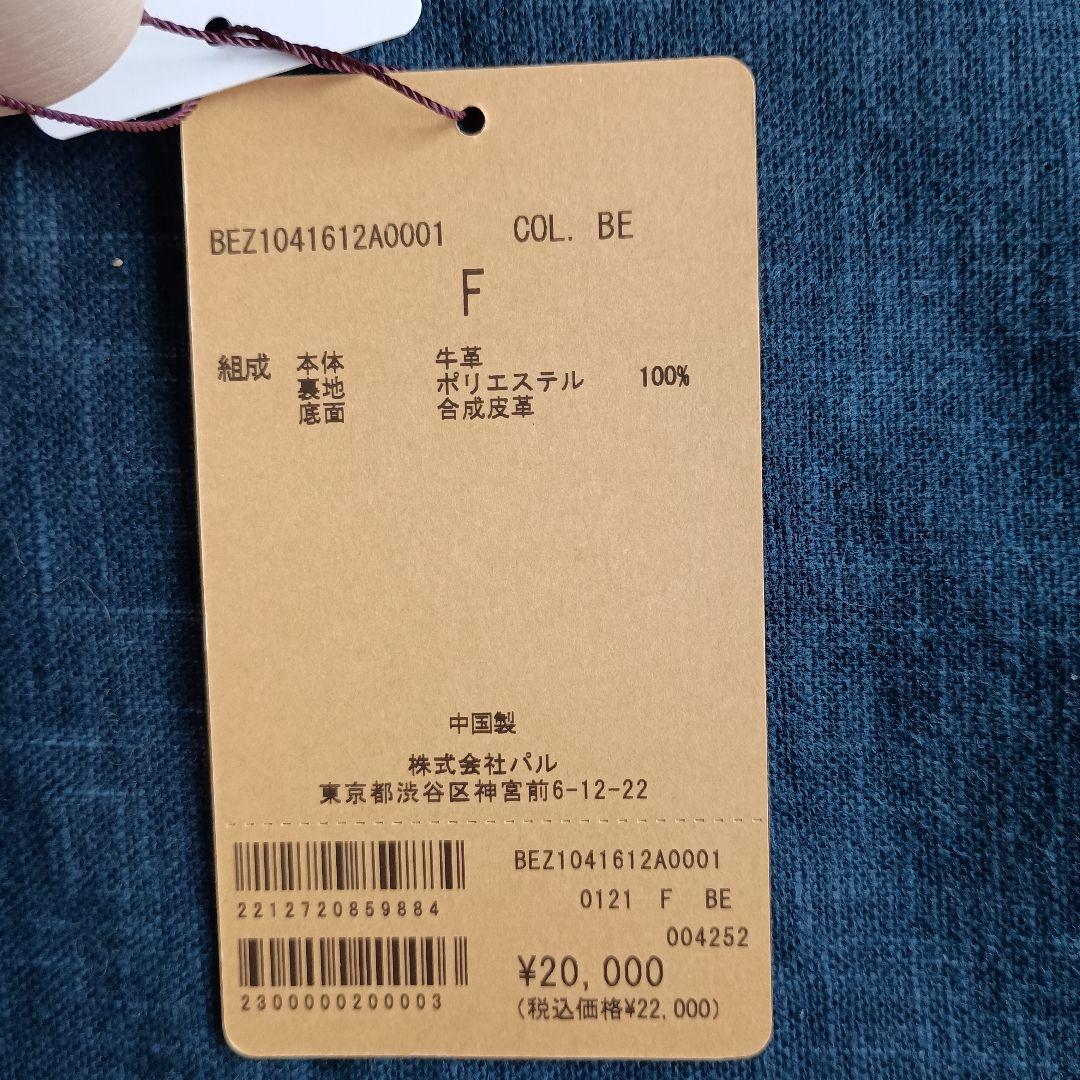 BEZ1041612A0001 COL. BE
F
組成 本体 牛革
裏地 ポリエステル 100%
底面 合成皮革
中国製
株式会社パル
東京都渋谷区神宮前6-12-22
BEZ1041612A0001
2212720859884
0121 F BE
004252
2300000200003
¥20,000
(税込価格¥22,000)